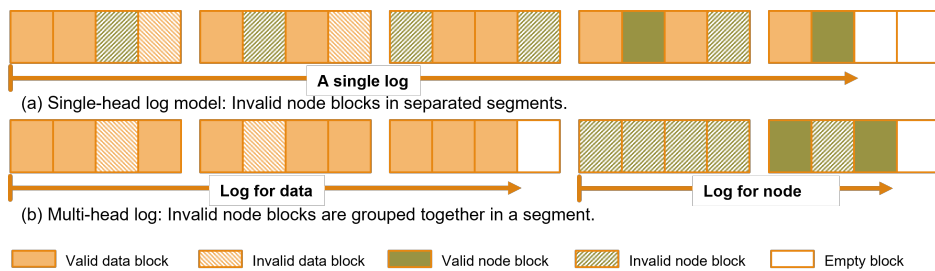 A single log
(a) Single-head log model: Invalid node blocks in separated segments.
Log for data
Log for node
(b) Multi-head log: Invalid node blocks are grouped together in a segment.
Valid data block
Invalid data block
Valid node block
Invalid node block
Empty block